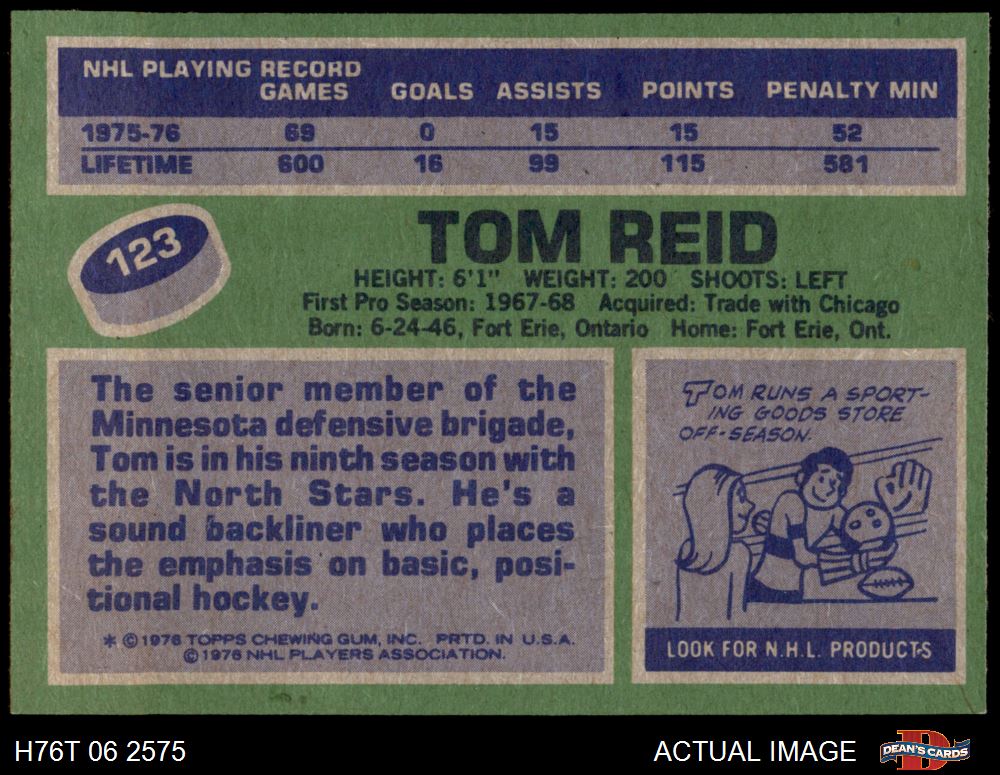 NHL PLAYING RECORD
GAMES GOALS ASSISTS POINTS PENALTY MIN
1975-76 69 0 15 15 52
LIFETIME 600 16 99 115 581
123
TOM REID
HEIGHT: 6'1" WEIGHT: 200 SHOOTS: LEFT
First Pro Season: 1967-68 Acquired: Trade with Chicago
Born: 6-24-46, Fort Erie, Ontario Home: Fort Erie, Ont.
The senior member of the
Minnesota defensive brigade,
Tom is in his ninth season with
the North Stars. He's a
sound backliner who places
the emphasis on basic, posi-
tional hockey.
* © 1976 TOPPS CHEWING GUM, INC. PRTD. IN U.S.A.
© 1976 NHL PLAYERS ASSOCIATION.
TOM RUNS A SPORT-
ING GOODS STORE
OFF-SEASON.
LOOK FOR N.H.L. PRODUCTS
H76T 06 2575
ACTUAL IMAGE
D
DEAN'S CARDS